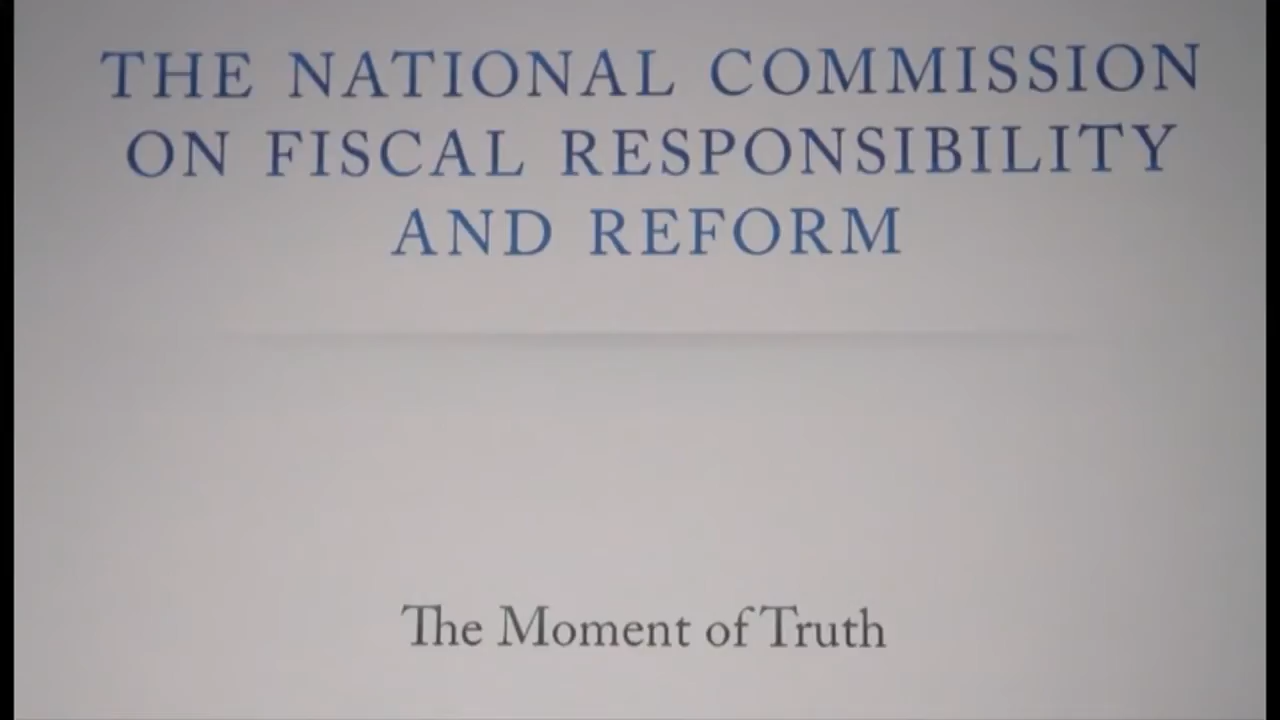 THE NATIONAL COMMISSION
ON FISCAL RESPONSIBILITY
AND REFORM
The Moment of Truth